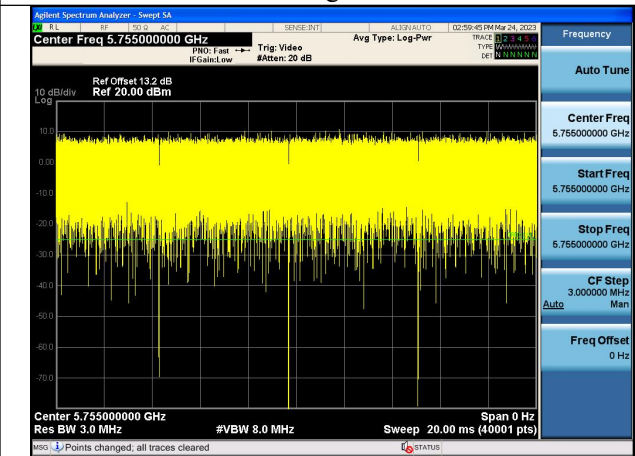 Agilent Spectrum Analyzer - Swept SA
RL RF 50 Ω AC SENSE:INT ALIGN AUTO 02:59:45 PM Mar 24, 2023
Center Freq 5.755000000 GHz
PNO: Fast
IFGain:Low
Trig: Video
#Atten: 20 dB
Avg Type: Log-Pwr
TRACE 1 2 3 4 5 6
TYPE
DET N N N N N N
Ref Offset 13.2 dB
10 dB/div Ref 20.00 dBm
Log
10.0
0.00
-10.0
-20.0
-30.0
-40.0
-50.0
-60.0
-70.0
Center 5.755000000 GHz Span 0 Hz
Res BW 3.0 MHz #VBW 8.0 MHz Sweep 20.00 ms (40001 pts)
MSG Points changed; all traces cleared STATUS
Frequency
Auto Tune
Center Freq
5.755000000 GHz
Start Freq
5.755000000 GHz
Stop Freq
5.755000000 GHz
CF Step
3.000000 MHz
Auto Man
Freq Offset
0 Hz